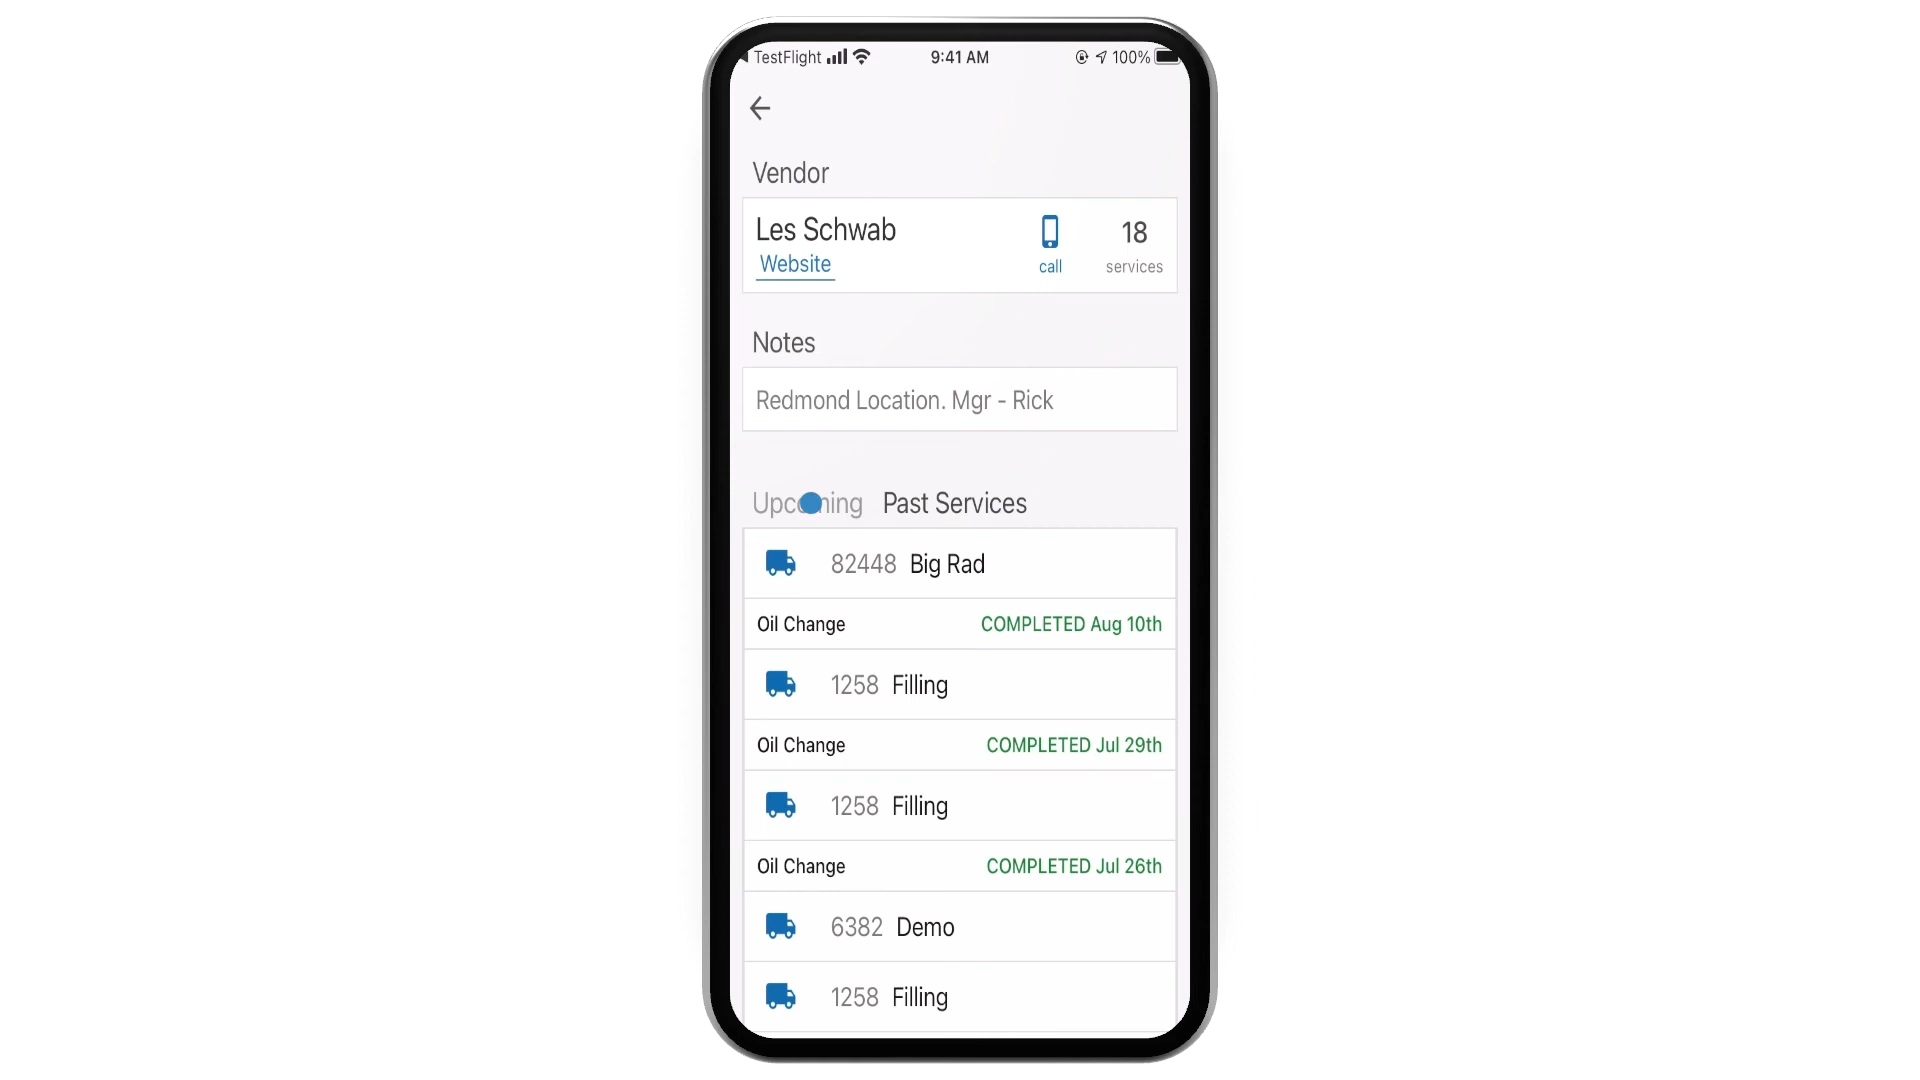 TestFlight 9:41 AM 100%
Vendor
Les Schwab call 18
Website services
Notes
Redmond Location. Mgr - Rick
Past Services
82448 Big Rad
Oil Change COMPLETED Aug 10th
1258 Filling
Oil Change COMPLETED Jul 29th
1258 Filling
Oil Change COMPLETED Jul 26th
6382 Demo
1258 Filling